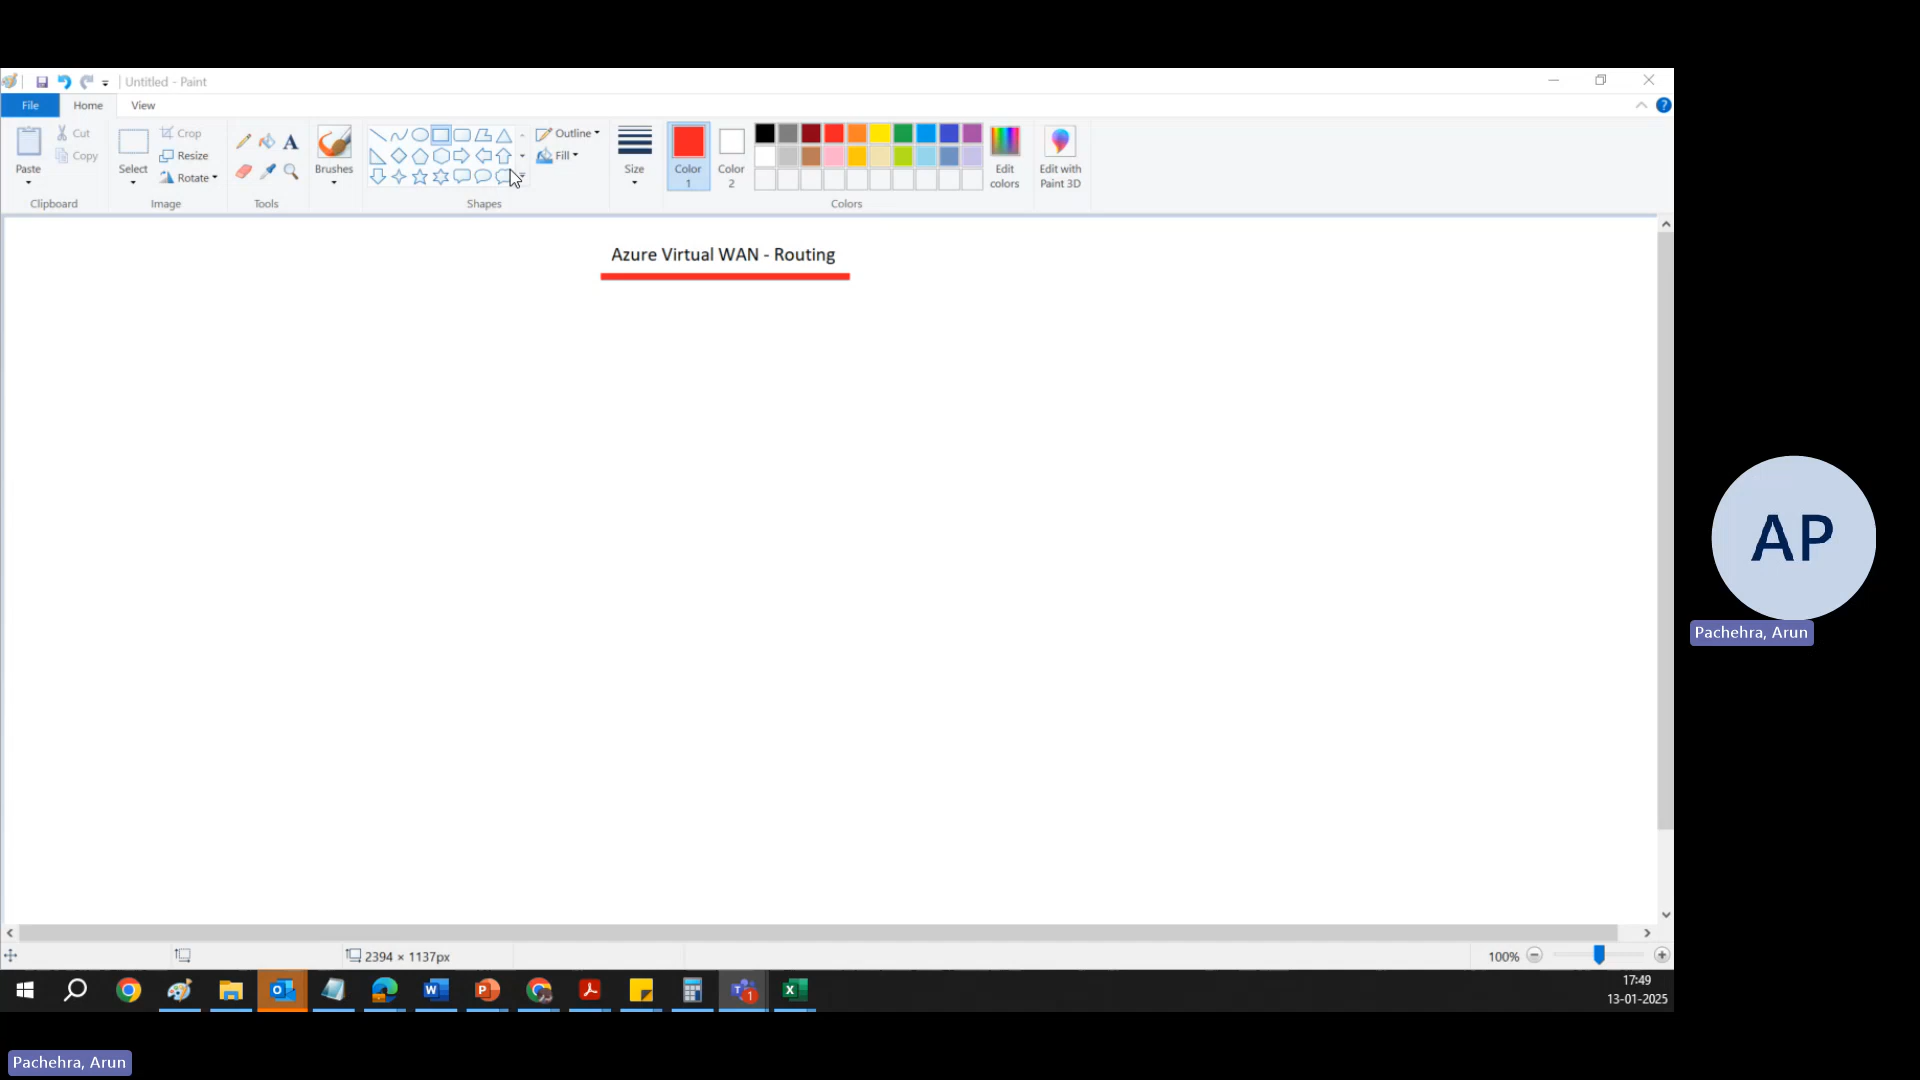 Untitled - Paint
File
Home
View
Paste
Cut
Copy
Clipboard
Select
Crop
Resize
Rotate
Image
A
Tools
Brushes
Shapes
Outline
Fill
Size
Color 1
Color 2
Colors
Edit colors
Edit with Paint 3D
?
Azure Virtual WAN - Routing
AP
Pachehra, Arun
2394 × 1137px
100%
17:49
13-01-2025
Pachehra, Arun